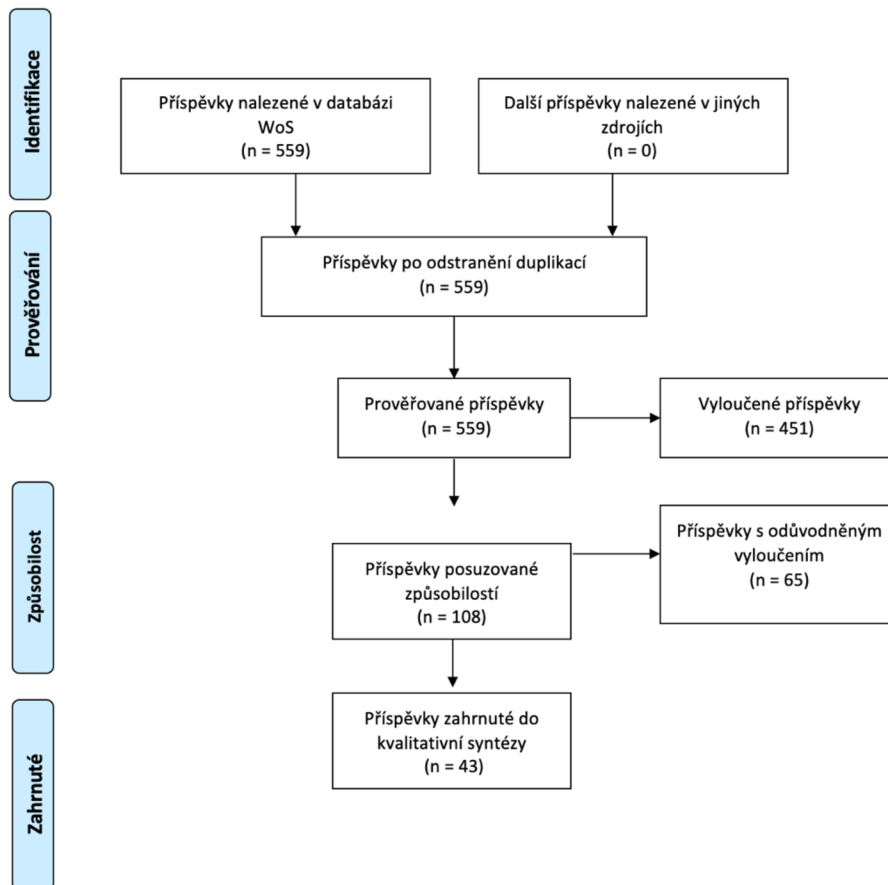 Identifikace
Příspěvky nalezené v databázi
WoS
(n = 559)
Další příspěvky nalezené v jiných
zdrojích
(n = 0)
Prověřování
Příspěvky po odstranění duplikací
(n = 559)
Prověřované příspěvky
(n = 559)
Vyloučené příspěvky
(n = 451)
Způsobilost
Příspěvky posuzované
způsobilostí
(n = 108)
Příspěvky s odůvodněným
vyloučením
(n = 65)
Zahrnuté
Příspěvky zahrnuté do
kvalitativní syntézy
(n = 43)